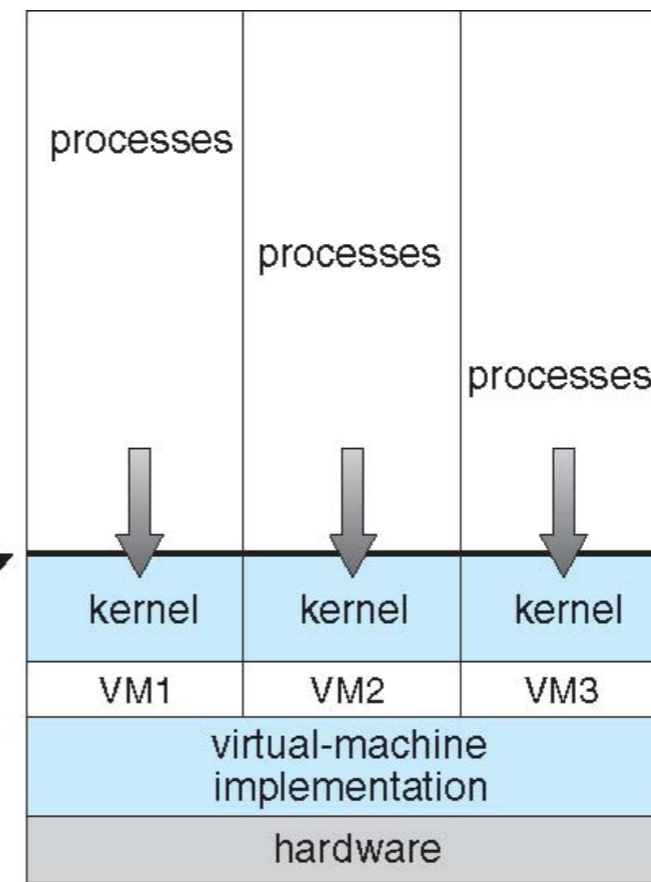 processes
processes
processes
kernel kernel kernel
VM1 VM2 VM3
virtual-machine
implementation
hardware